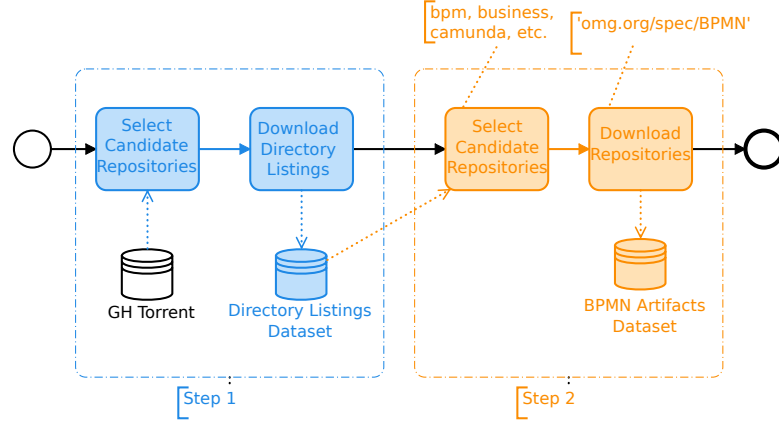 bpm, business,
camunda, etc.
'omg.org/spec/BPMN'
Select
Candidate
Repositories
Download
Directory
Listings
Select
Candidate
Repositories
Download
Repositories
GH Torrent
Directory Listings
Dataset
BPMN Artifacts
Dataset
Step 1
Step 2